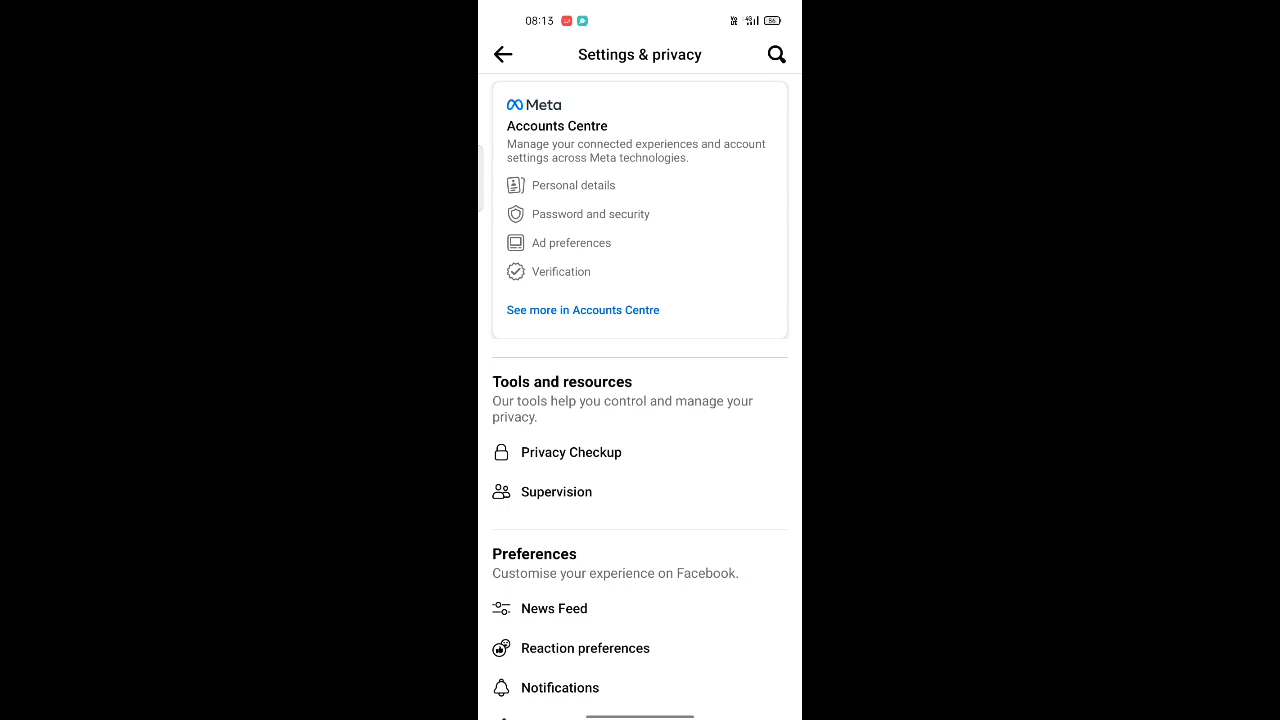 08:13
56
Settings & privacy
Meta
Accounts Centre
Manage your connected experiences and account
settings across Meta technologies.
Personal details
Password and security
Ad preferences
Verification
See more in Accounts Centre
Tools and resources
Our tools help you control and manage your
privacy.
Privacy Checkup
Supervision
Preferences
Customise your experience on Facebook.
News Feed
Reaction preferences
Notifications